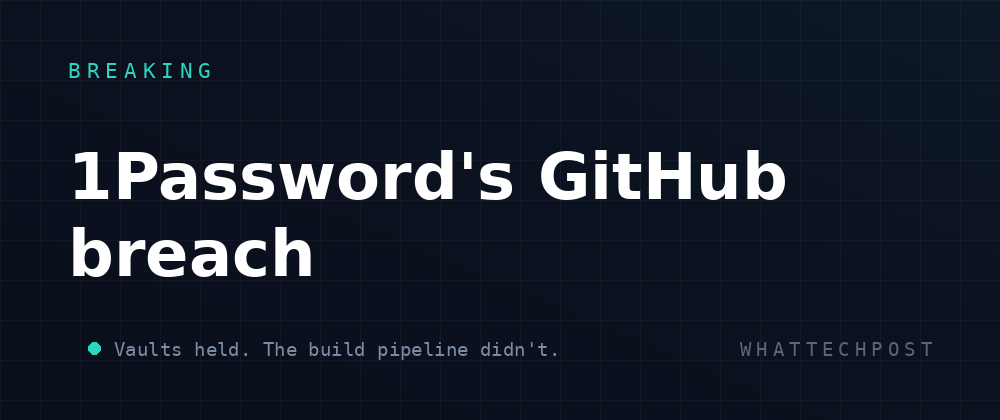 BREAKING
1Password's GitHub
breach
Vaults held. The build pipeline didn't.
WHATTECHPOST